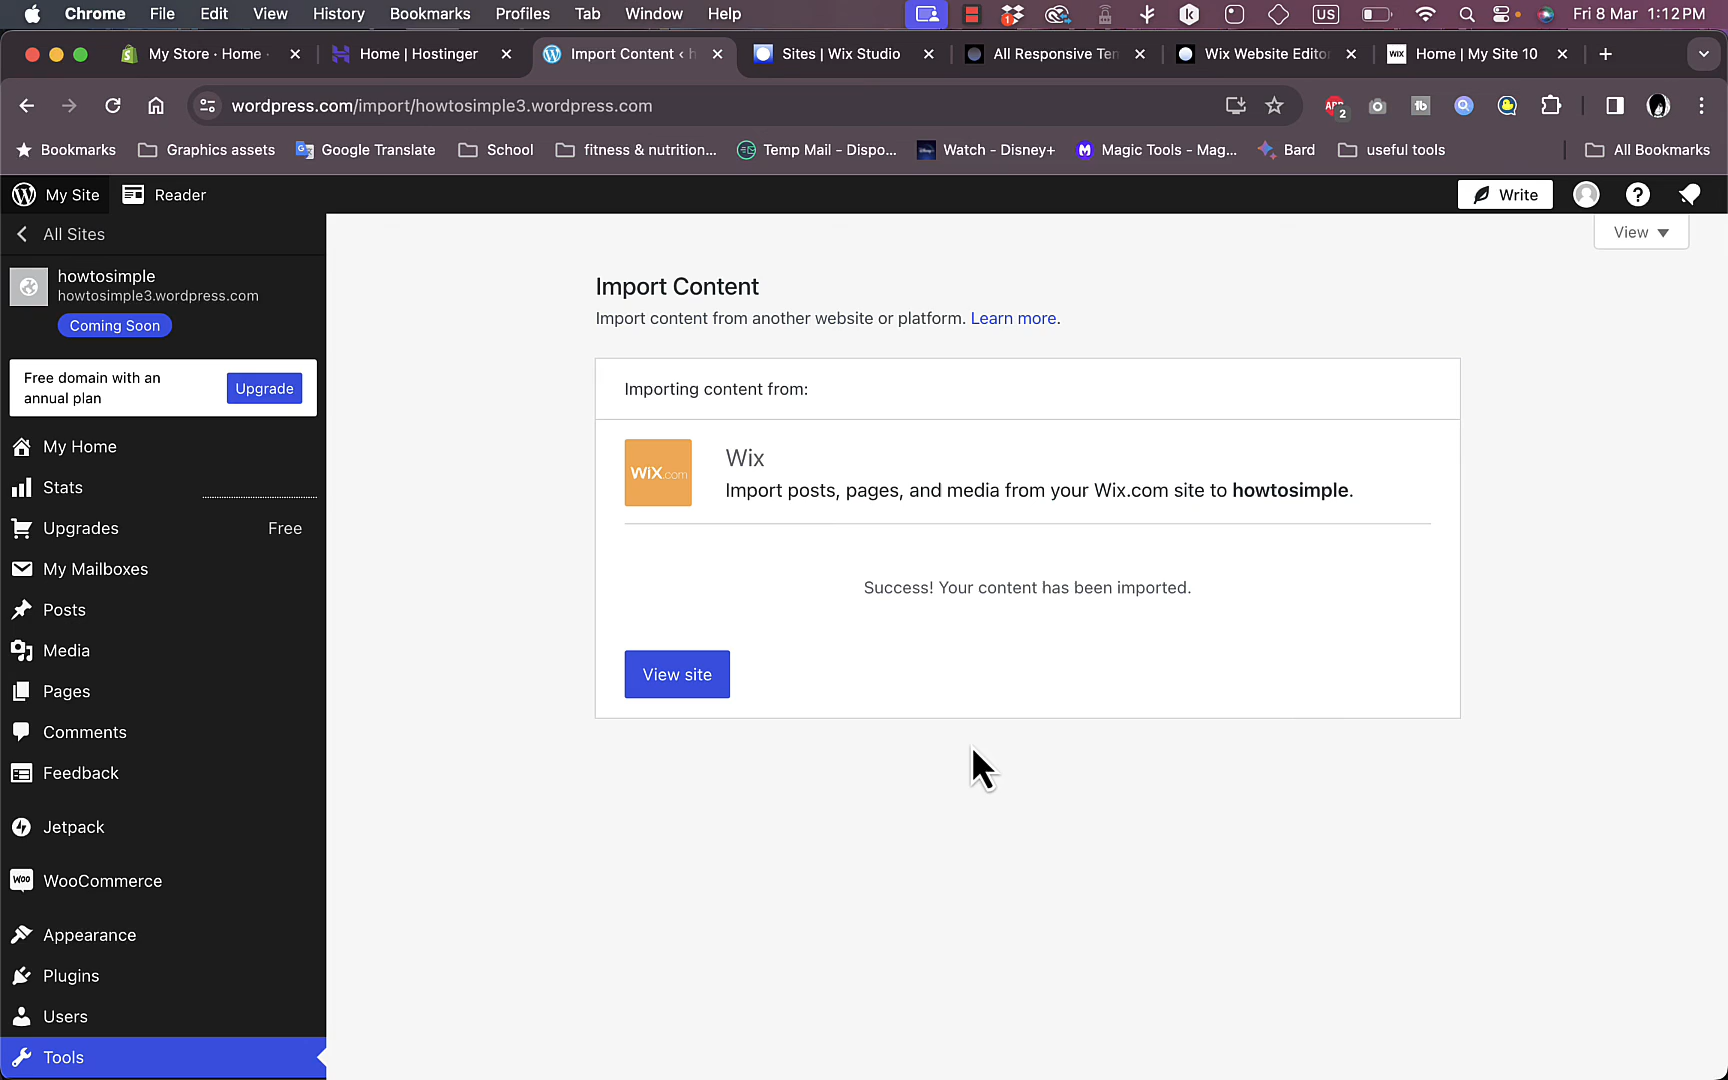 Chrome File Edit View History Bookmarks Profiles Tab Window Help US Fri 8 Mar 1:12 PM
My Store · Home · Home | Hostinger Import Content ‹ h Sites | Wix Studio All Responsive Ten Wix Website Editor WiX Home | My Site 10
wordpress.com/import/howtosimple3.wordpress.com
Bookmarks Graphics assets Google Translate School fitness & nutrition... Temp Mail - Dispo... Watch - Disney+ Magic Tools - Mag... Bard useful tools All Bookmarks
My Site Reader Write
All Sites
View
howtosimple
howtosimple3.wordpress.com
Coming Soon
Free domain with an annual plan
Upgrade
My Home
Stats
Upgrades Free
My Mailboxes
Posts
Media
Pages
Comments
Feedback
Jetpack
WOO WooCommerce
Appearance
Plugins
Users
Tools
Import Content
Import content from another website or platform. Learn more.
Importing content from:
WiX.com
Wix
Import posts, pages, and media from your Wix.com site to howtosimple.
Success! Your content has been imported.
View site